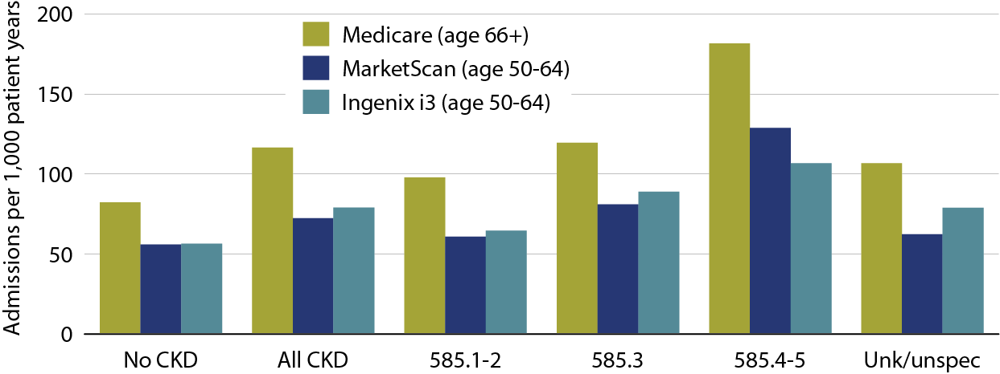 Admissions per 1,000 patient years
200
150
100
50
0
Medicare (age 66+)
MarketScan (age 50-64)
Ingenix i3 (age 50-64)
No CKD
All CKD
585.1-2
585.3
585.4-5
Unk/unspec